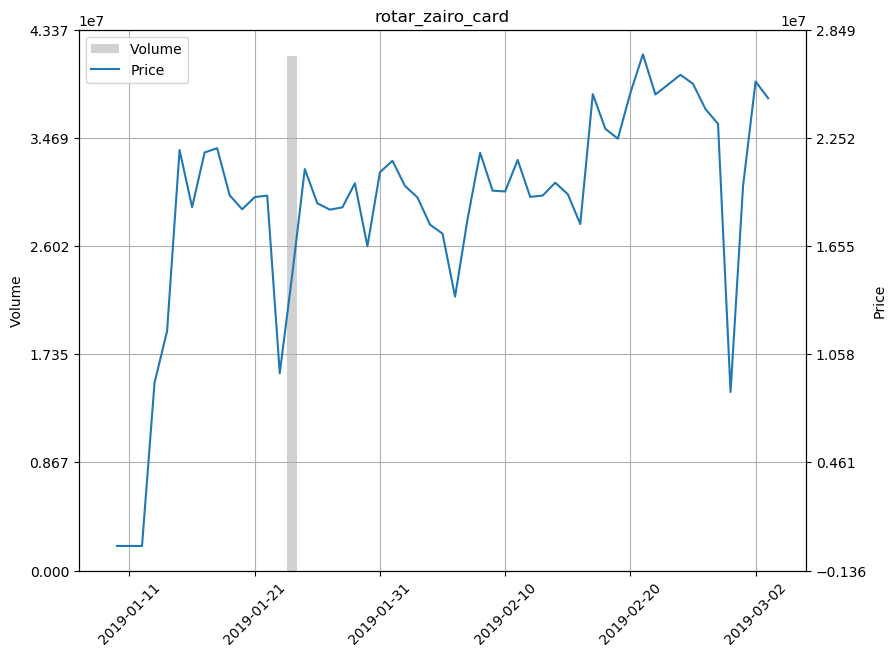 rotar_zairo_card
1e7
1e7
Volume
Price
4.337
3.469
2.602
1.735
0.867
0.000
Volume
2.849
2.252
1.655
1.058
0.461
−0.136
Price
2019-01-11
2019-01-21
2019-01-31
2019-02-10
2019-02-20
2019-03-02